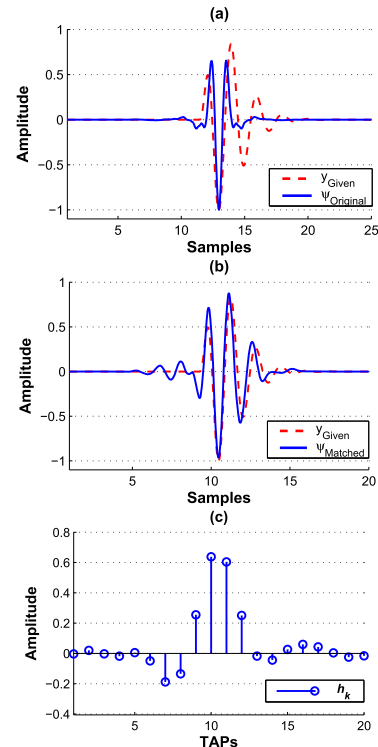 (a)
1
0.5
0
−0.5
−1
Amplitude
5 10 15 20 25
Samples
y_Given
ψ_Original
(b)
1
0.5
0
−0.5
−1
Amplitude
5 10 15 20
Samples
y_Given
ψ_Matched
(c)
0.8
0.6
0.4
0.2
0
−0.2
−0.4
Amplitude
5 10 15 20
TAPs
h_k